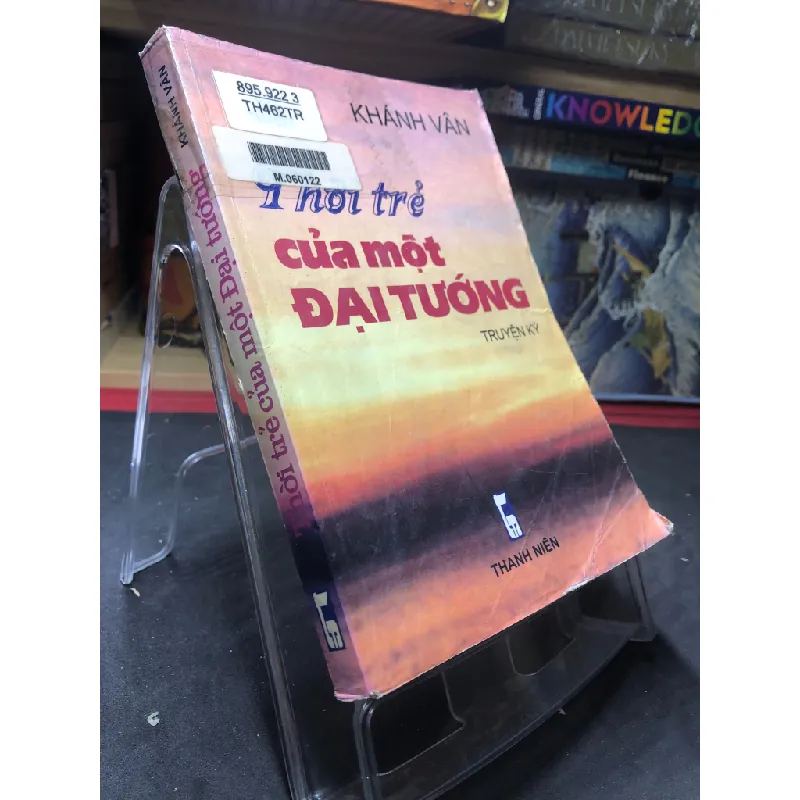 895.922 3
TH462TR
M.060122
KHÁNH VÂN
Thời trẻ
của một
ĐẠI TƯỚNG
TRUYỆN KÝ
THANH NIÊN
KHÁNH VÂN
Thời trẻ của một Đại tướng
KNOWLEDG